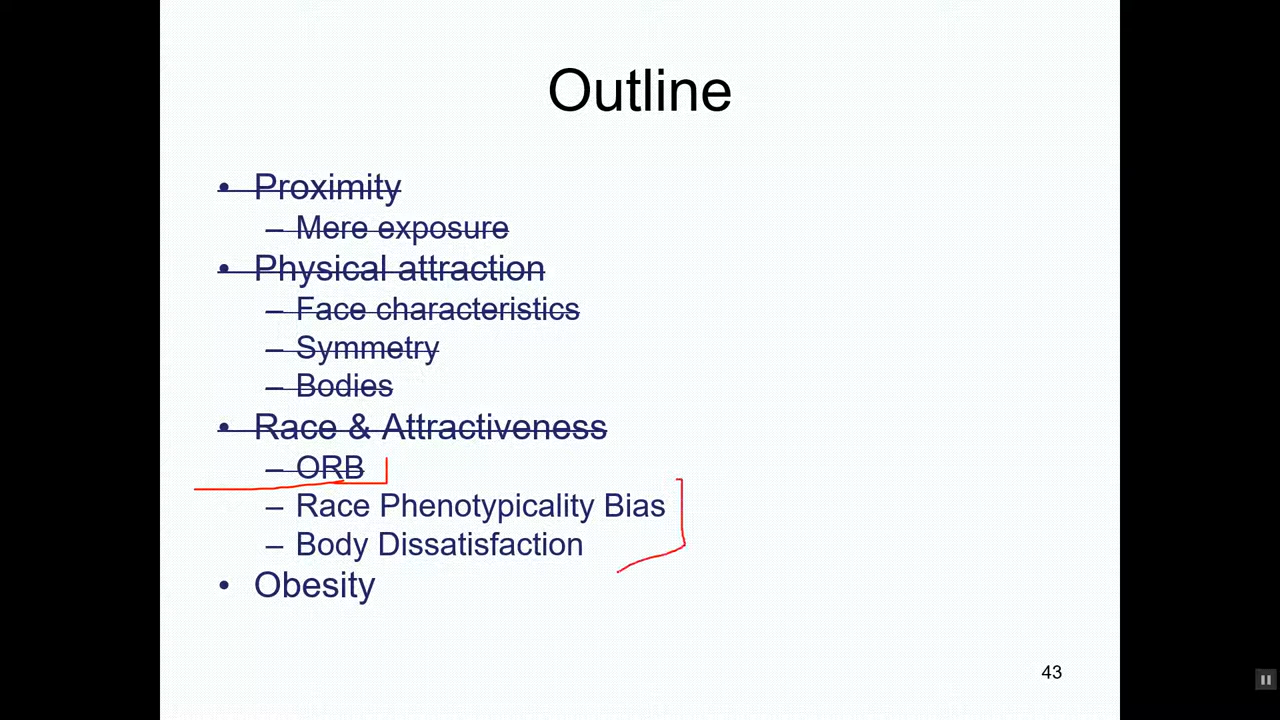 Outline
• Proximity
– Mere exposure
• Physical attraction
– Face characteristics
– Symmetry
– Bodies
• Race & Attractiveness
– ORB
– Race Phenotypicality Bias
– Body Dissatisfaction
• Obesity
43